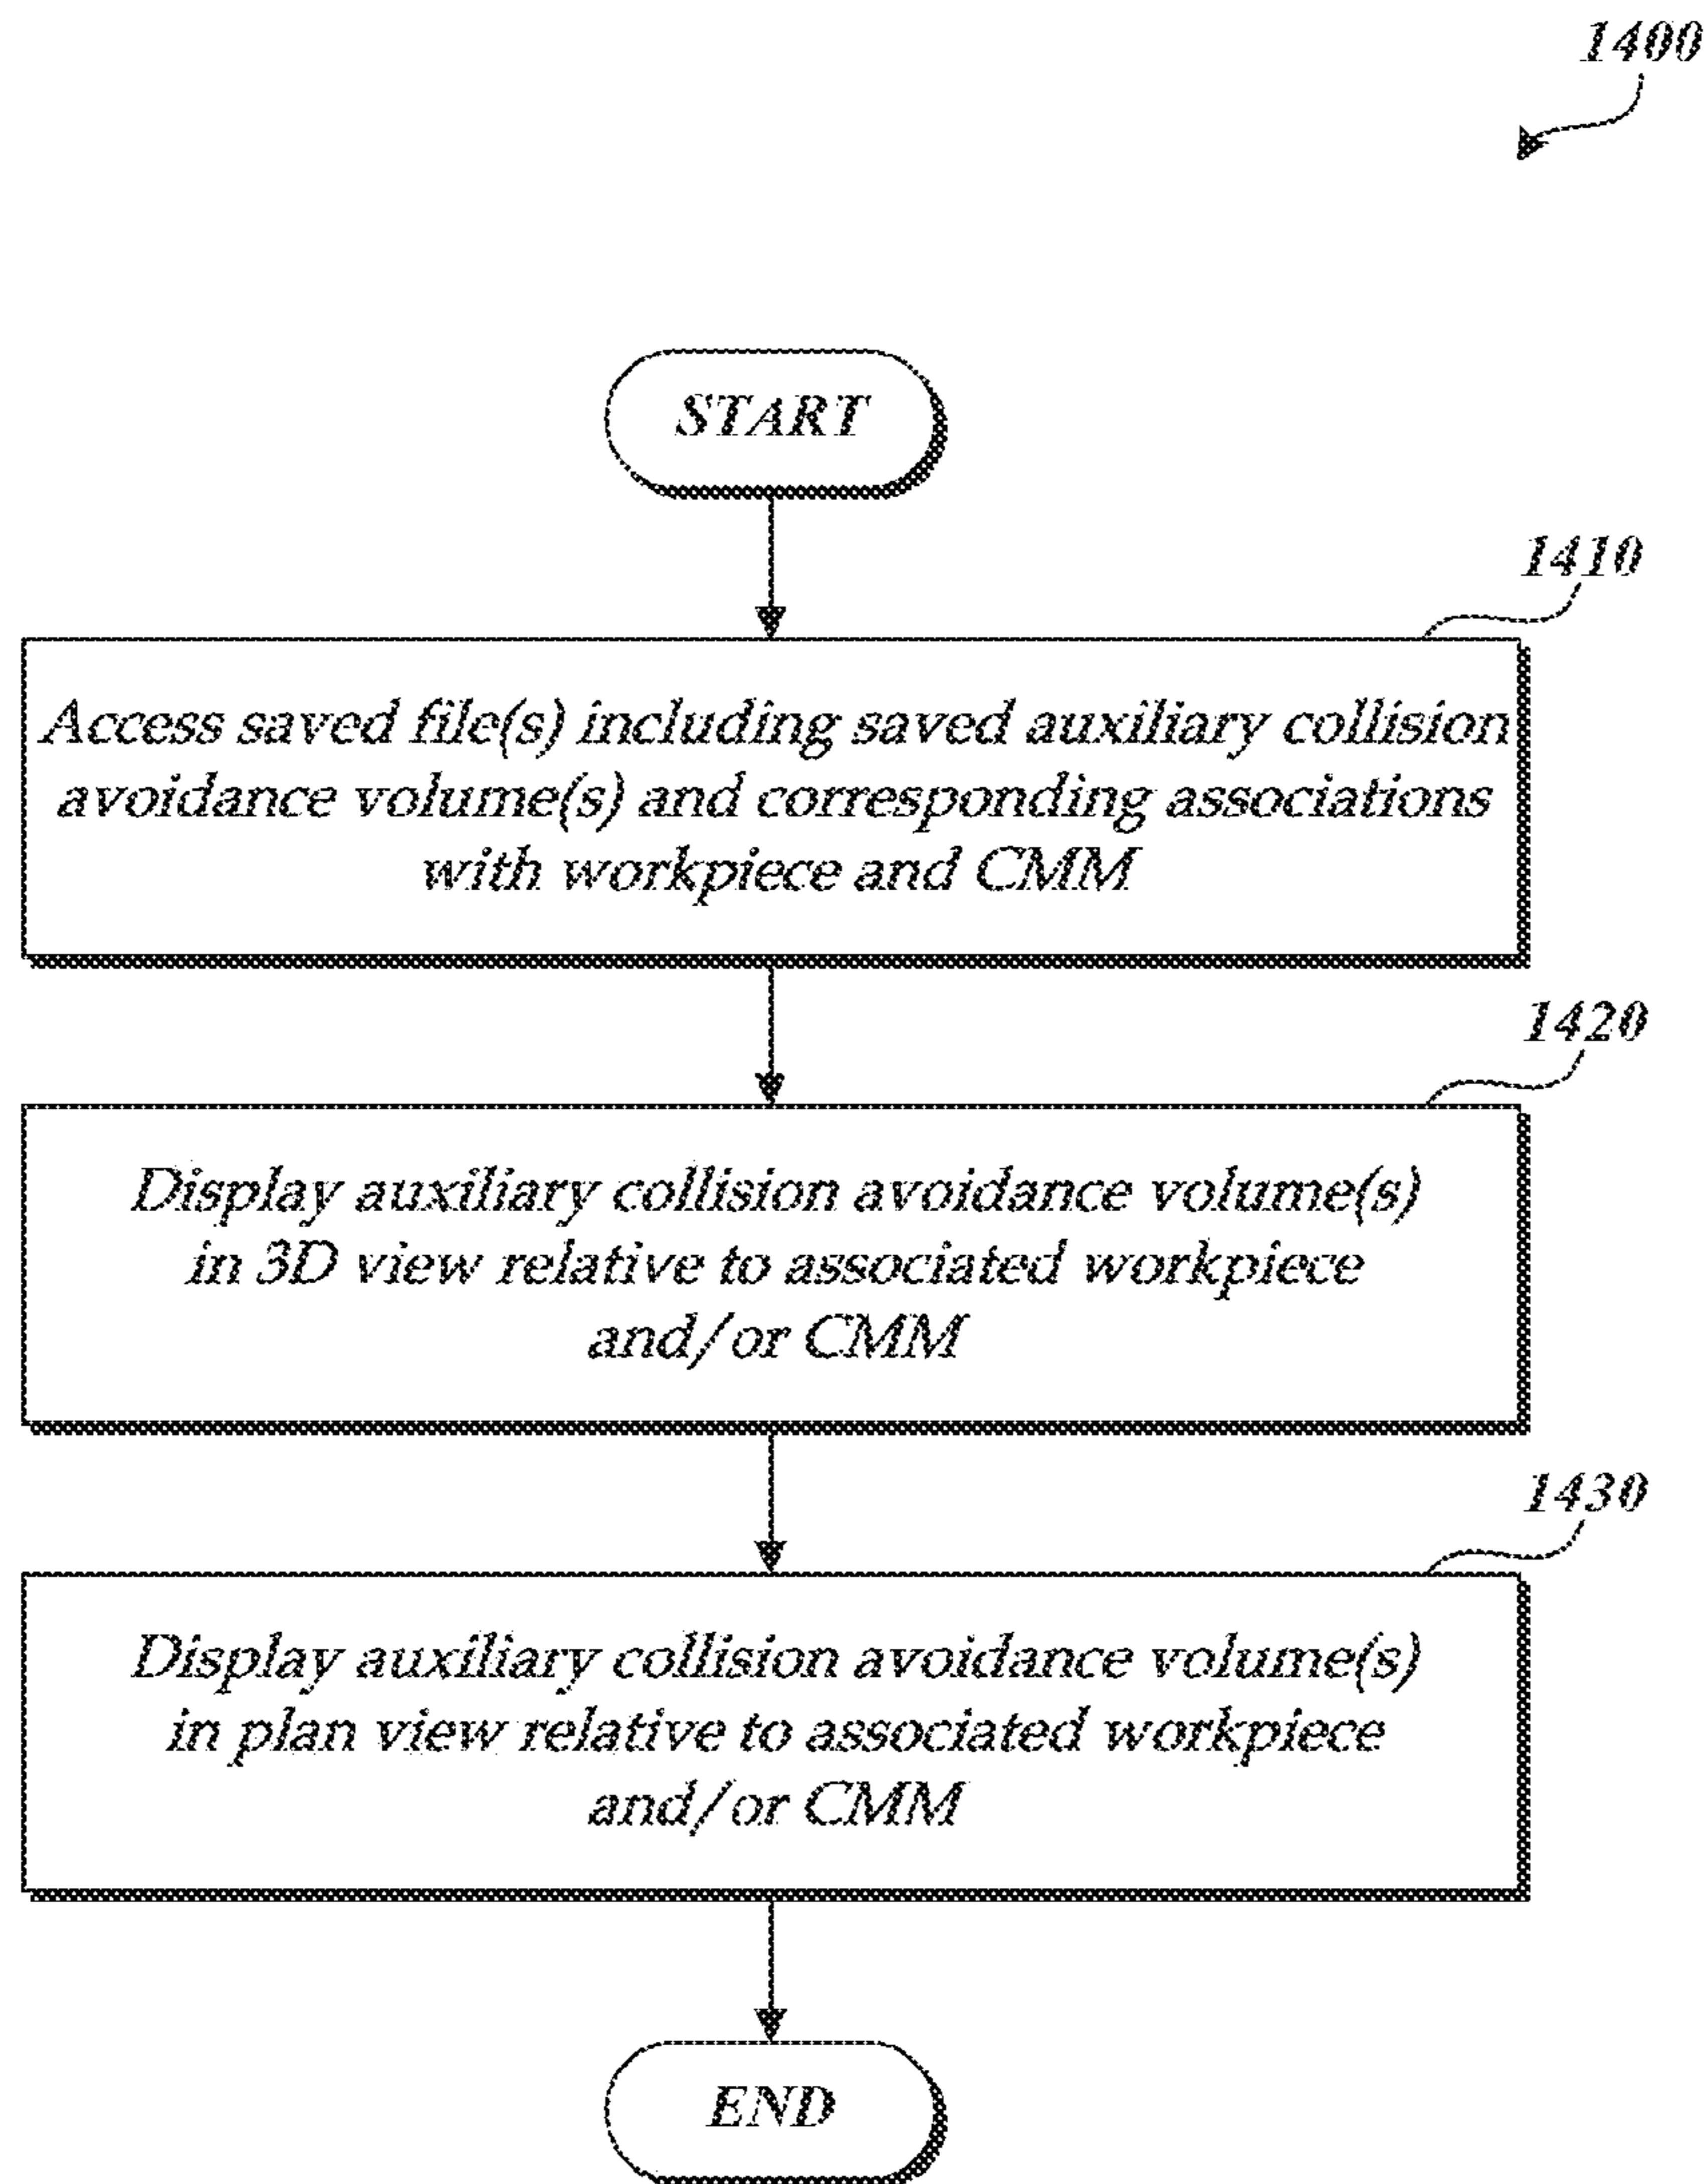 1400
START
1410
Access saved file(s) including saved auxiliary collision
avoidance volume(s) and corresponding associations
with workpiece and CMM
1420
Display auxiliary collision avoidance volume(s)
in 3D view relative to associated workpiece
and/or CMM
1430
Display auxiliary collision avoidance volume(s)
in plan view relative to associated workpiece
and/or CMM
END